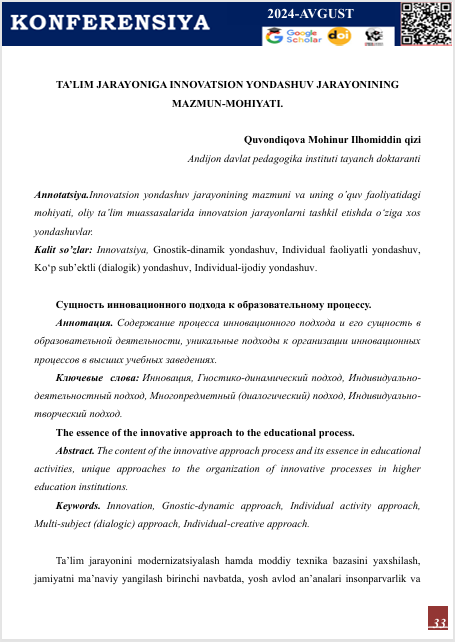 KONFERENSIYA
2024-AVGUST
Google
Scholar
doi
TA’LIM JARAYONIGA INNOVATSION YONDASHUV JARAYONINING
MAZMUN-MOHIYATI.
Quvondiqova Mohinur Ilhomiddin qizi
Andijon davlat pedagogika instituti tayanch doktaranti
Annotatsiya.Innovatsion yondashuv jarayonining mazmuni va uning o’quv faoliyatidagi
mohiyati, oliy ta’lim muassasalarida innovatsion jarayonlarni tashkil etishda o‘ziga xos
yondashuvlar.
Kalit so’zlar: Innovatsiya, Gnostik-dinamik yondashuv, Individual faoliyatli yondashuv,
Ko‘p sub’ektli (dialogik) yondashuv, Individual-ijodiy yondashuv.
Сущность инновационного подхода к образовательному процессу.
Аннотация. Содержание процесса инновационного подхода и его сущность в
образовательной деятельности, уникальные подходы к организации инновационных
процессов в высших учебных заведениях.
Ключевые слова: Инновация, Гностико-динамический подход, Индивидуально-
деятельностный подход, Многопредметный (диалогический) подход, Индивидуально-
творческий подход.
The essence of the innovative approach to the educational process.
Abstract. The content of the innovative approach process and its essence in educational
activities, unique approaches to the organization of innovative processes in higher
education institutions.
Keywords. Innovation, Gnostic-dynamic approach, Individual activity approach,
Multi-subject (dialogic) approach, Individual-creative approach.
Ta’lim jarayonini modernizatsiyalash hamda moddiy texnika bazasini yaxshilash,
jamiyatni ma’naviy yangilash birinchi navbatda, yosh avlod an’analari insonparvarlik va
33